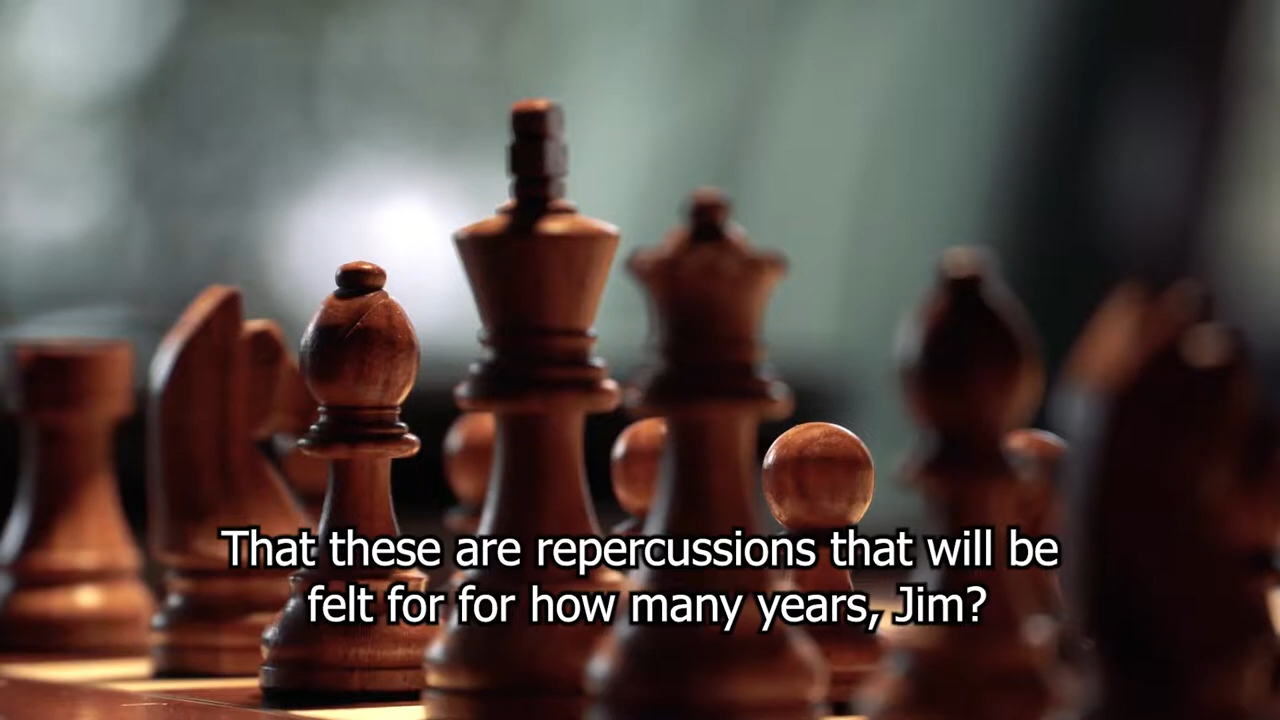 That these are repercussions that will be
felt for for how many years, Jim?